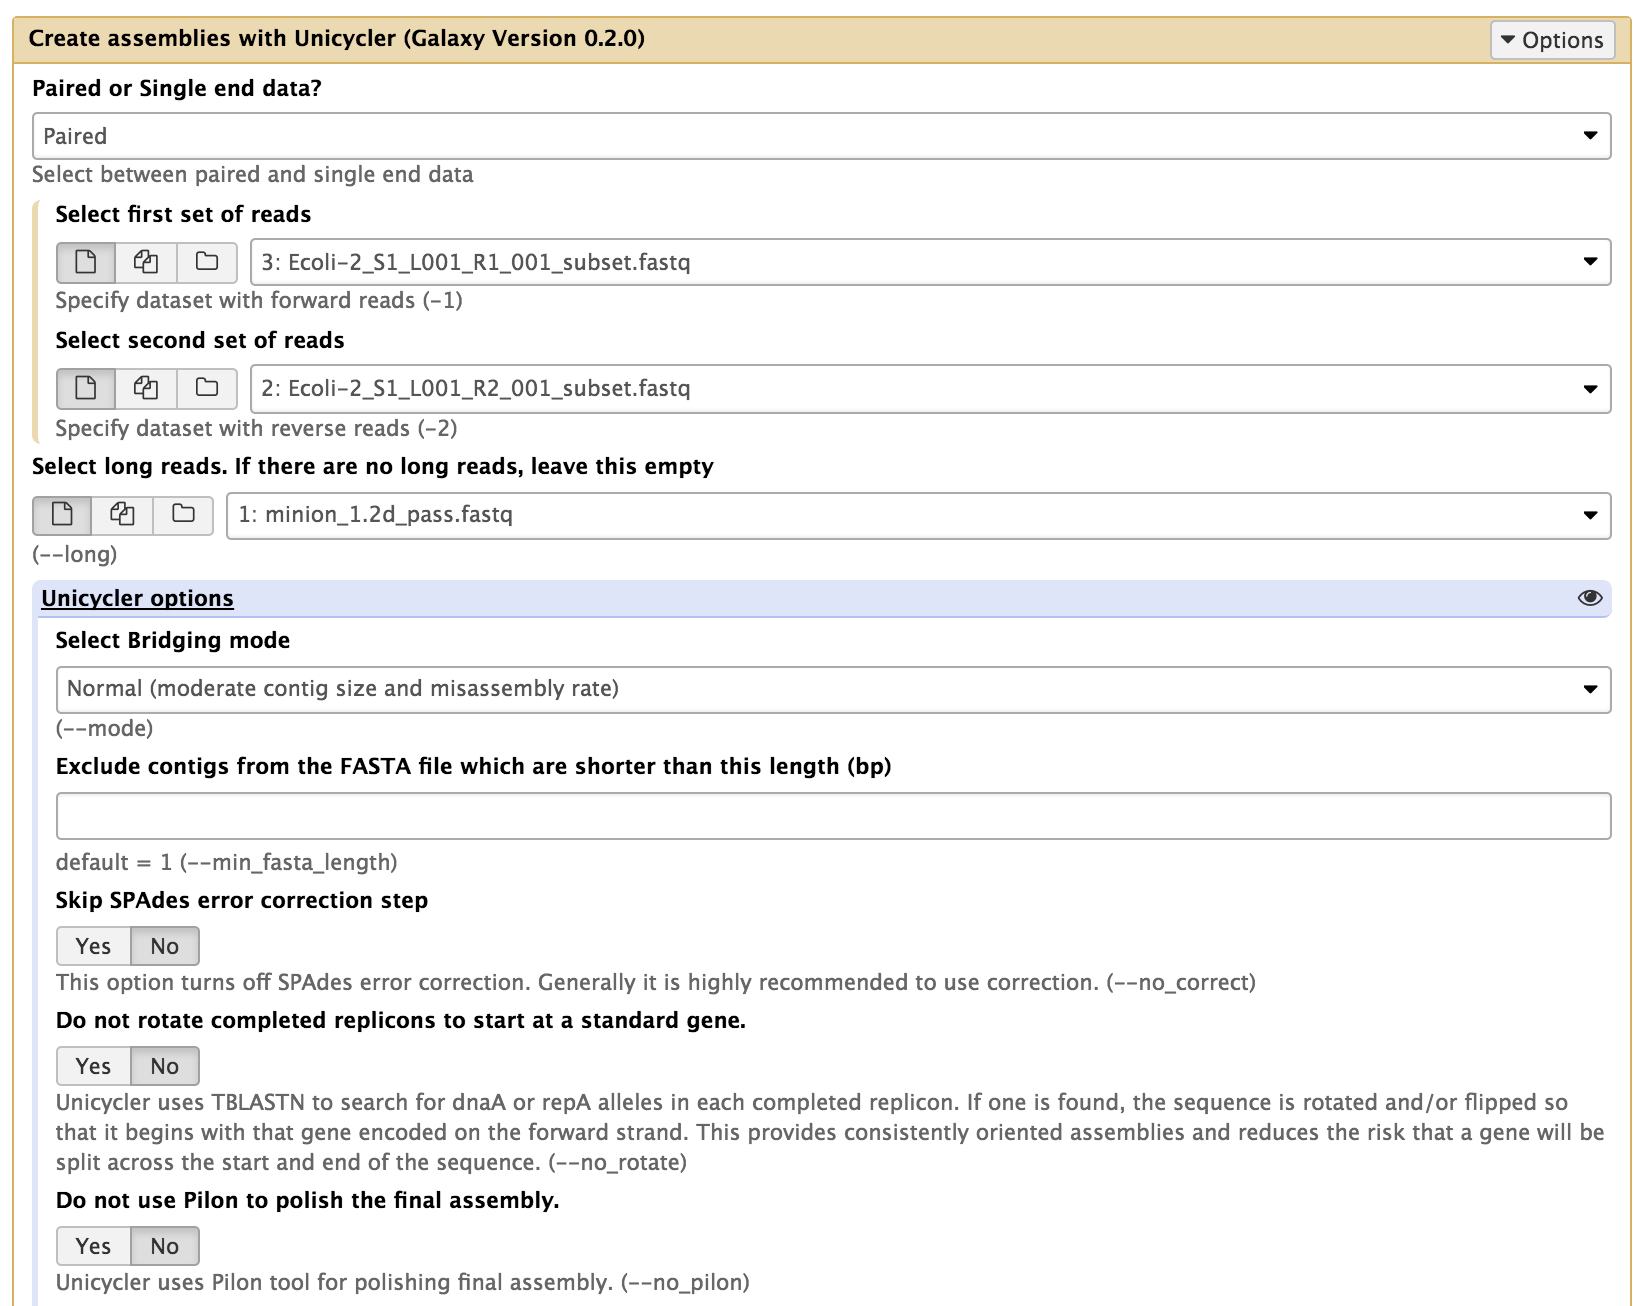 Create assemblies with Unicycler (Galaxy Version 0.2.0)
Options
Paired or Single end data?
Paired
Select between paired and single end data
Select first set of reads
3: Ecoli-2_S1_L001_R1_001_subset.fastq
Specify dataset with forward reads (-1)
Select second set of reads
2: Ecoli-2_S1_L001_R2_001_subset.fastq
Specify dataset with reverse reads (-2)
Select long reads. If there are no long reads, leave this empty
1: minion_1.2d_pass.fastq
(--long)
Unicycler options
Select Bridging mode
Normal (moderate contig size and misassembly rate)
(--mode)
Exclude contigs from the FASTA file which are shorter than this length (bp)
default = 1 (--min_fasta_length)
Skip SPAdes error correction step
Yes No
This option turns off SPAdes error correction. Generally it is highly recommended to use correction. (--no_correct)
Do not rotate completed replicons to start at a standard gene.
Yes No
Unicycler uses TBLASTN to search for dnaA or repA alleles in each completed replicon. If one is found, the sequence is rotated and/or flipped so
that it begins with that gene encoded on the forward strand. This provides consistently oriented assemblies and reduces the risk that a gene will be
split across the start and end of the sequence. (--no_rotate)
Do not use Pilon to polish the final assembly.
Yes No
Unicycler uses Pilon tool for polishing final assembly. (--no_pilon)